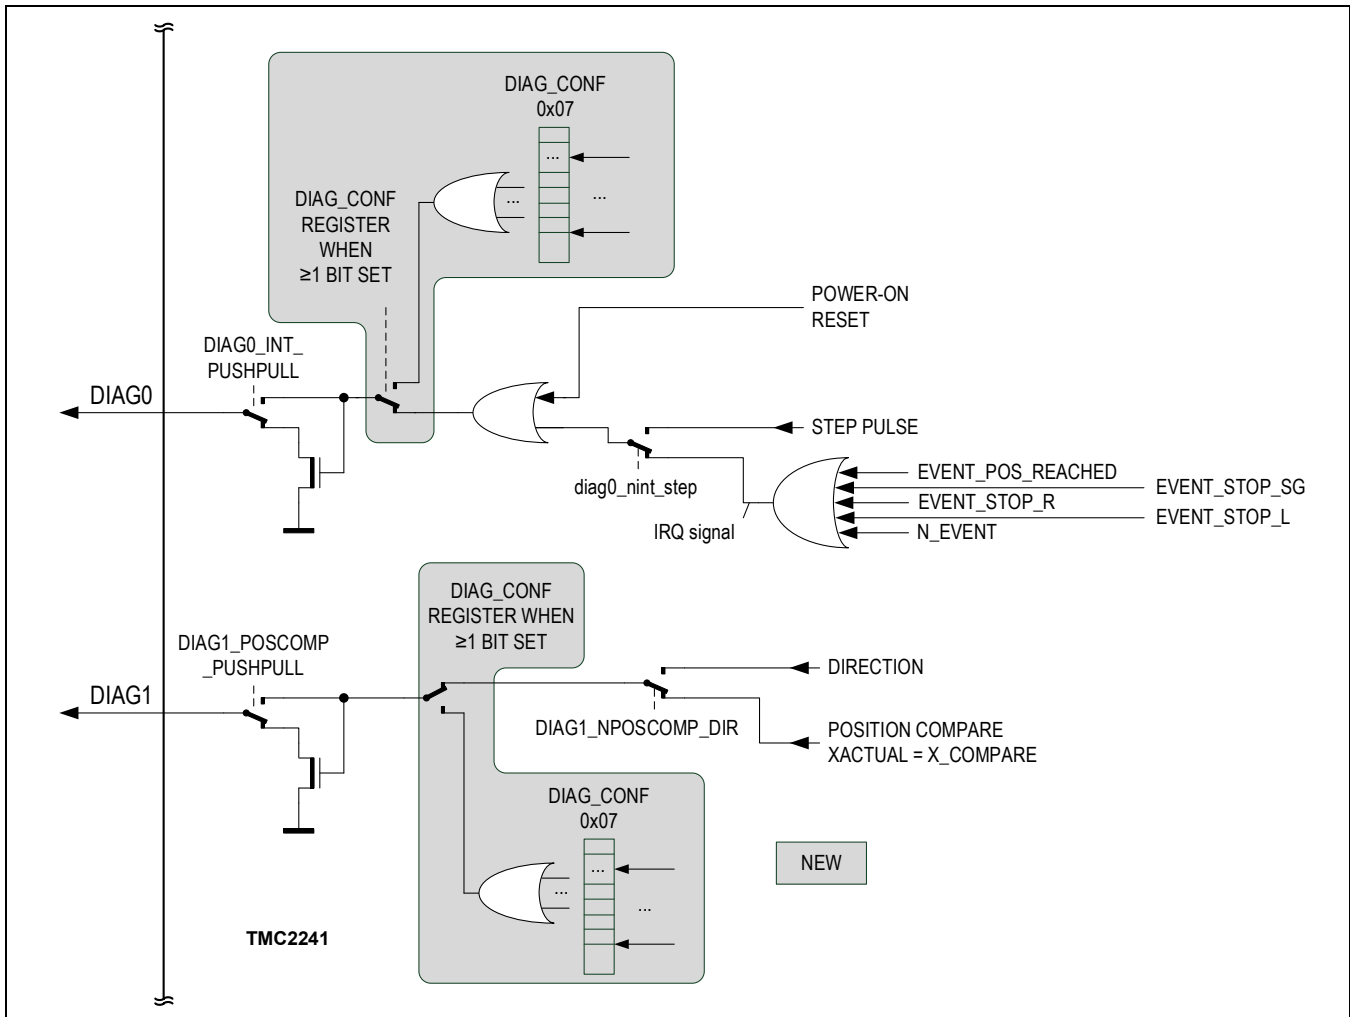 DIAG_CONF
0x07
...
...
...
DIAG_CONF
REGISTER
WHEN
≥1 BIT SET
POWER-ON
RESET
DIAG0_INT_
PUSHPULL
DIAG0
STEP PULSE
diag0_nint_step
EVENT_POS_REACHED
EVENT_STOP_SG
EVENT_STOP_R
EVENT_STOP_L
N_EVENT
IRQ signal
DIAG_CONF
REGISTER WHEN
≥1 BIT SET
DIAG1_POSCOMP
_PUSHPULL
DIAG1
DIRECTION
DIAG1_NPOSCOMP_DIR
POSITION COMPARE
XACTUAL = X_COMPARE
DIAG_CONF
0x07
...
...
...
NEW
TMC2241